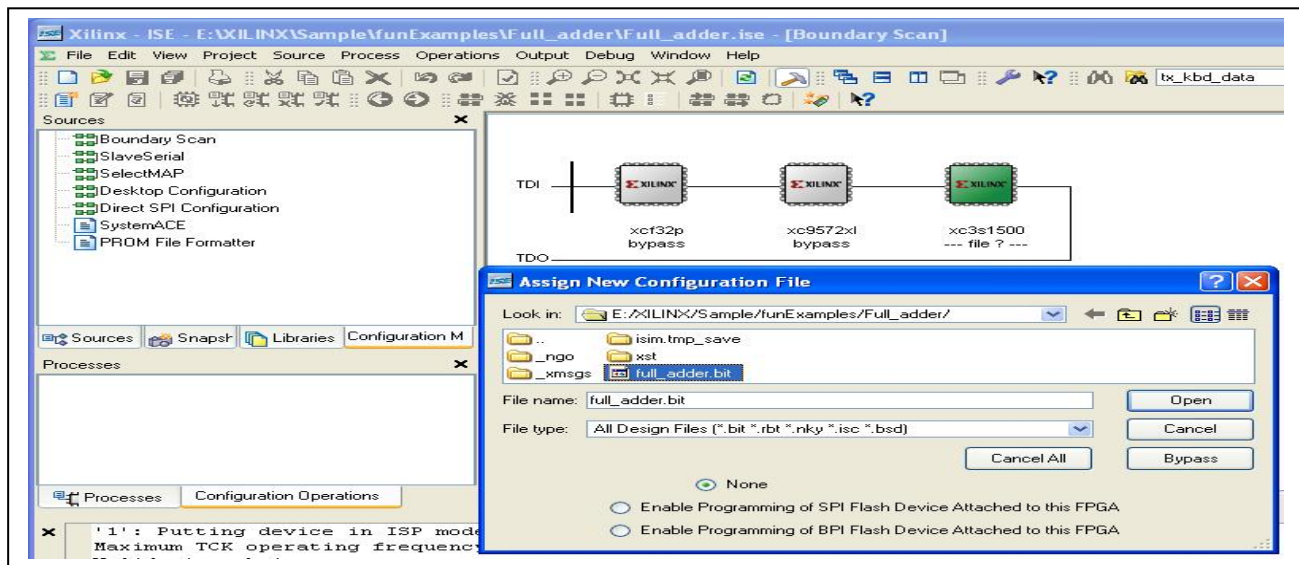 Xilinx - ISE - E:\XILINX\Sample\funExamples\Full_adder\Full_adder.ise - [Boundary Scan]
File Edit View Project Source Process Operations Output Debug Window Help
tx_kbd_data
Sources
Boundary Scan
SlaveSerial
SelectMAP
Desktop Configuration
Direct SPI Configuration
SystemACE
PROM File Formatter
Sources Snapsh Libraries Configuration M
Processes
Processes Configuration Operations
TDI
XILINX XILINX XILINX
xcf32p xc9572xl xc3s1500
bypass bypass --- file ? ---
TDO
Assign New Configuration File
Look in: E:/XILINX/Sample/funExamples/Full_adder/
.. isim.tmp_save
_ngo xst
_xmsgs full_adder.bit
File name: full_adder.bit Open
File type: All Design Files (*.bit *.rbt *.nky *.isc *.bsd) Cancel
Cancel All Bypass
None
Enable Programming of SPI Flash Device Attached to this FPGA
Enable Programming of BPI Flash Device Attached to this FPGA
'1': Putting device in ISP mode
Maximum TCK operating frequency